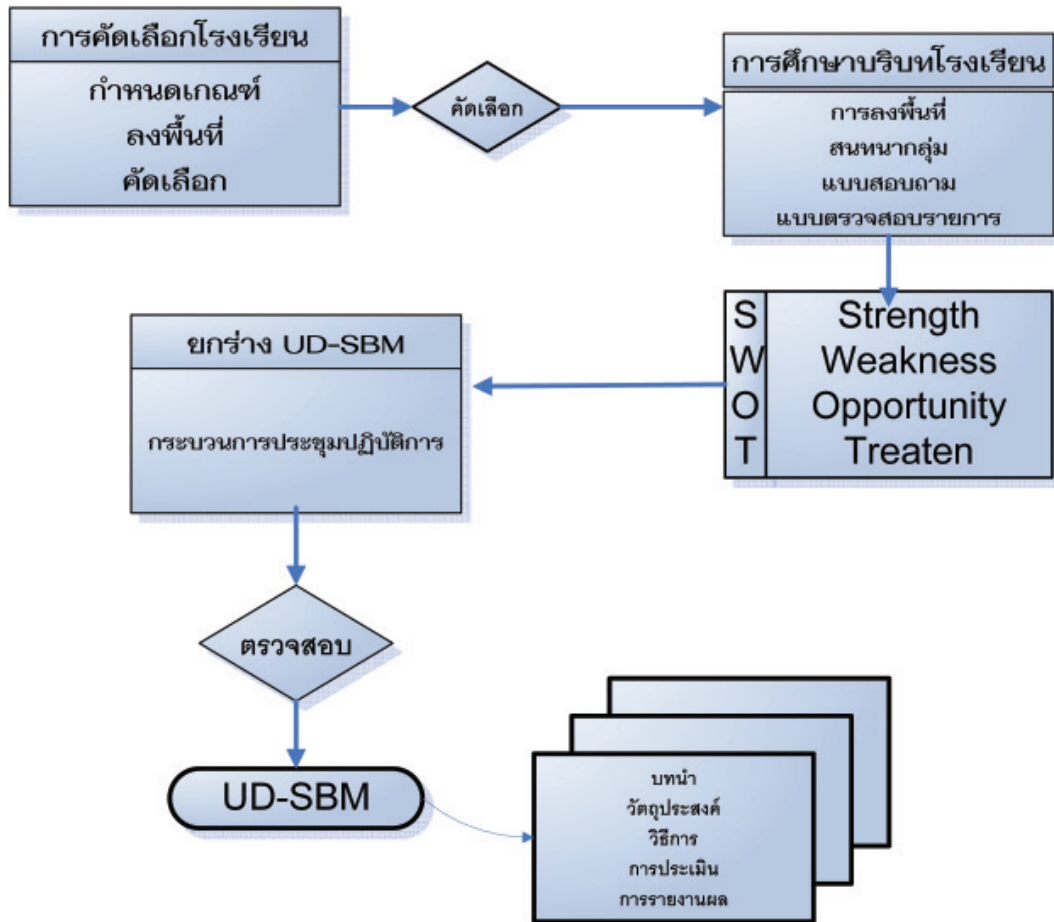 การคัดเลือกโรงเรียน
กำหนดเกณฑ์
ลงพื้นที่
คัดเลือก
คัดเลือก
การศึกษาบริบทโรงเรียน
การลงพื้นที่
สนทนากลุ่ม
แบบสอบถาม
แบบตรวจสอบรายการ
S Strength
W Weakness
O Opportunity
T Treaten
ยกร่าง UD-SBM
กระบวนการประชุมปฏิบัติการ
ตรวจสอบ
UD-SBM
บทนำ
วัตถุประสงค์
วิธีการ
การประเมิน
การรายงานผล